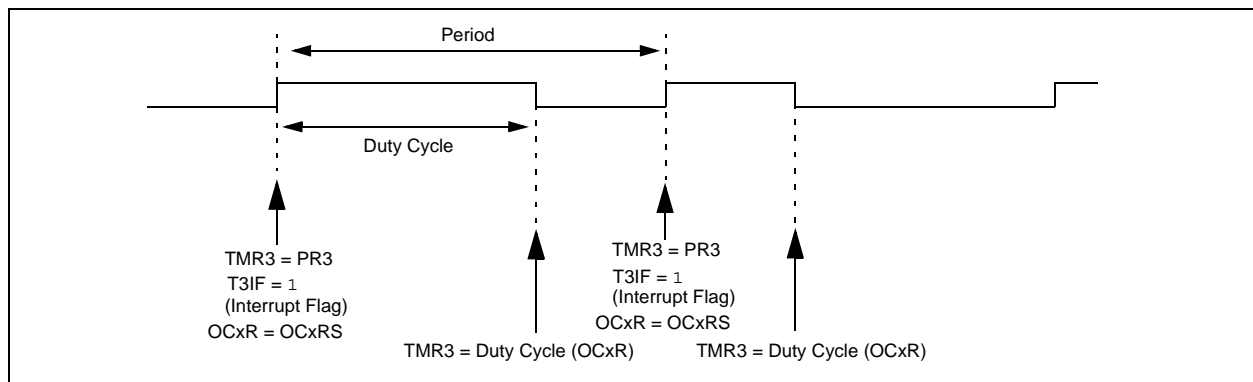 Period
Duty Cycle
TMR3 = PR3
T3IF = 1
(Interrupt Flag)
OCxR = OCxRS
TMR3 = Duty Cycle (OCxR)
TMR3 = PR3
T3IF = 1
(Interrupt Flag)
OCxR = OCxRS
TMR3 = Duty Cycle (OCxR)